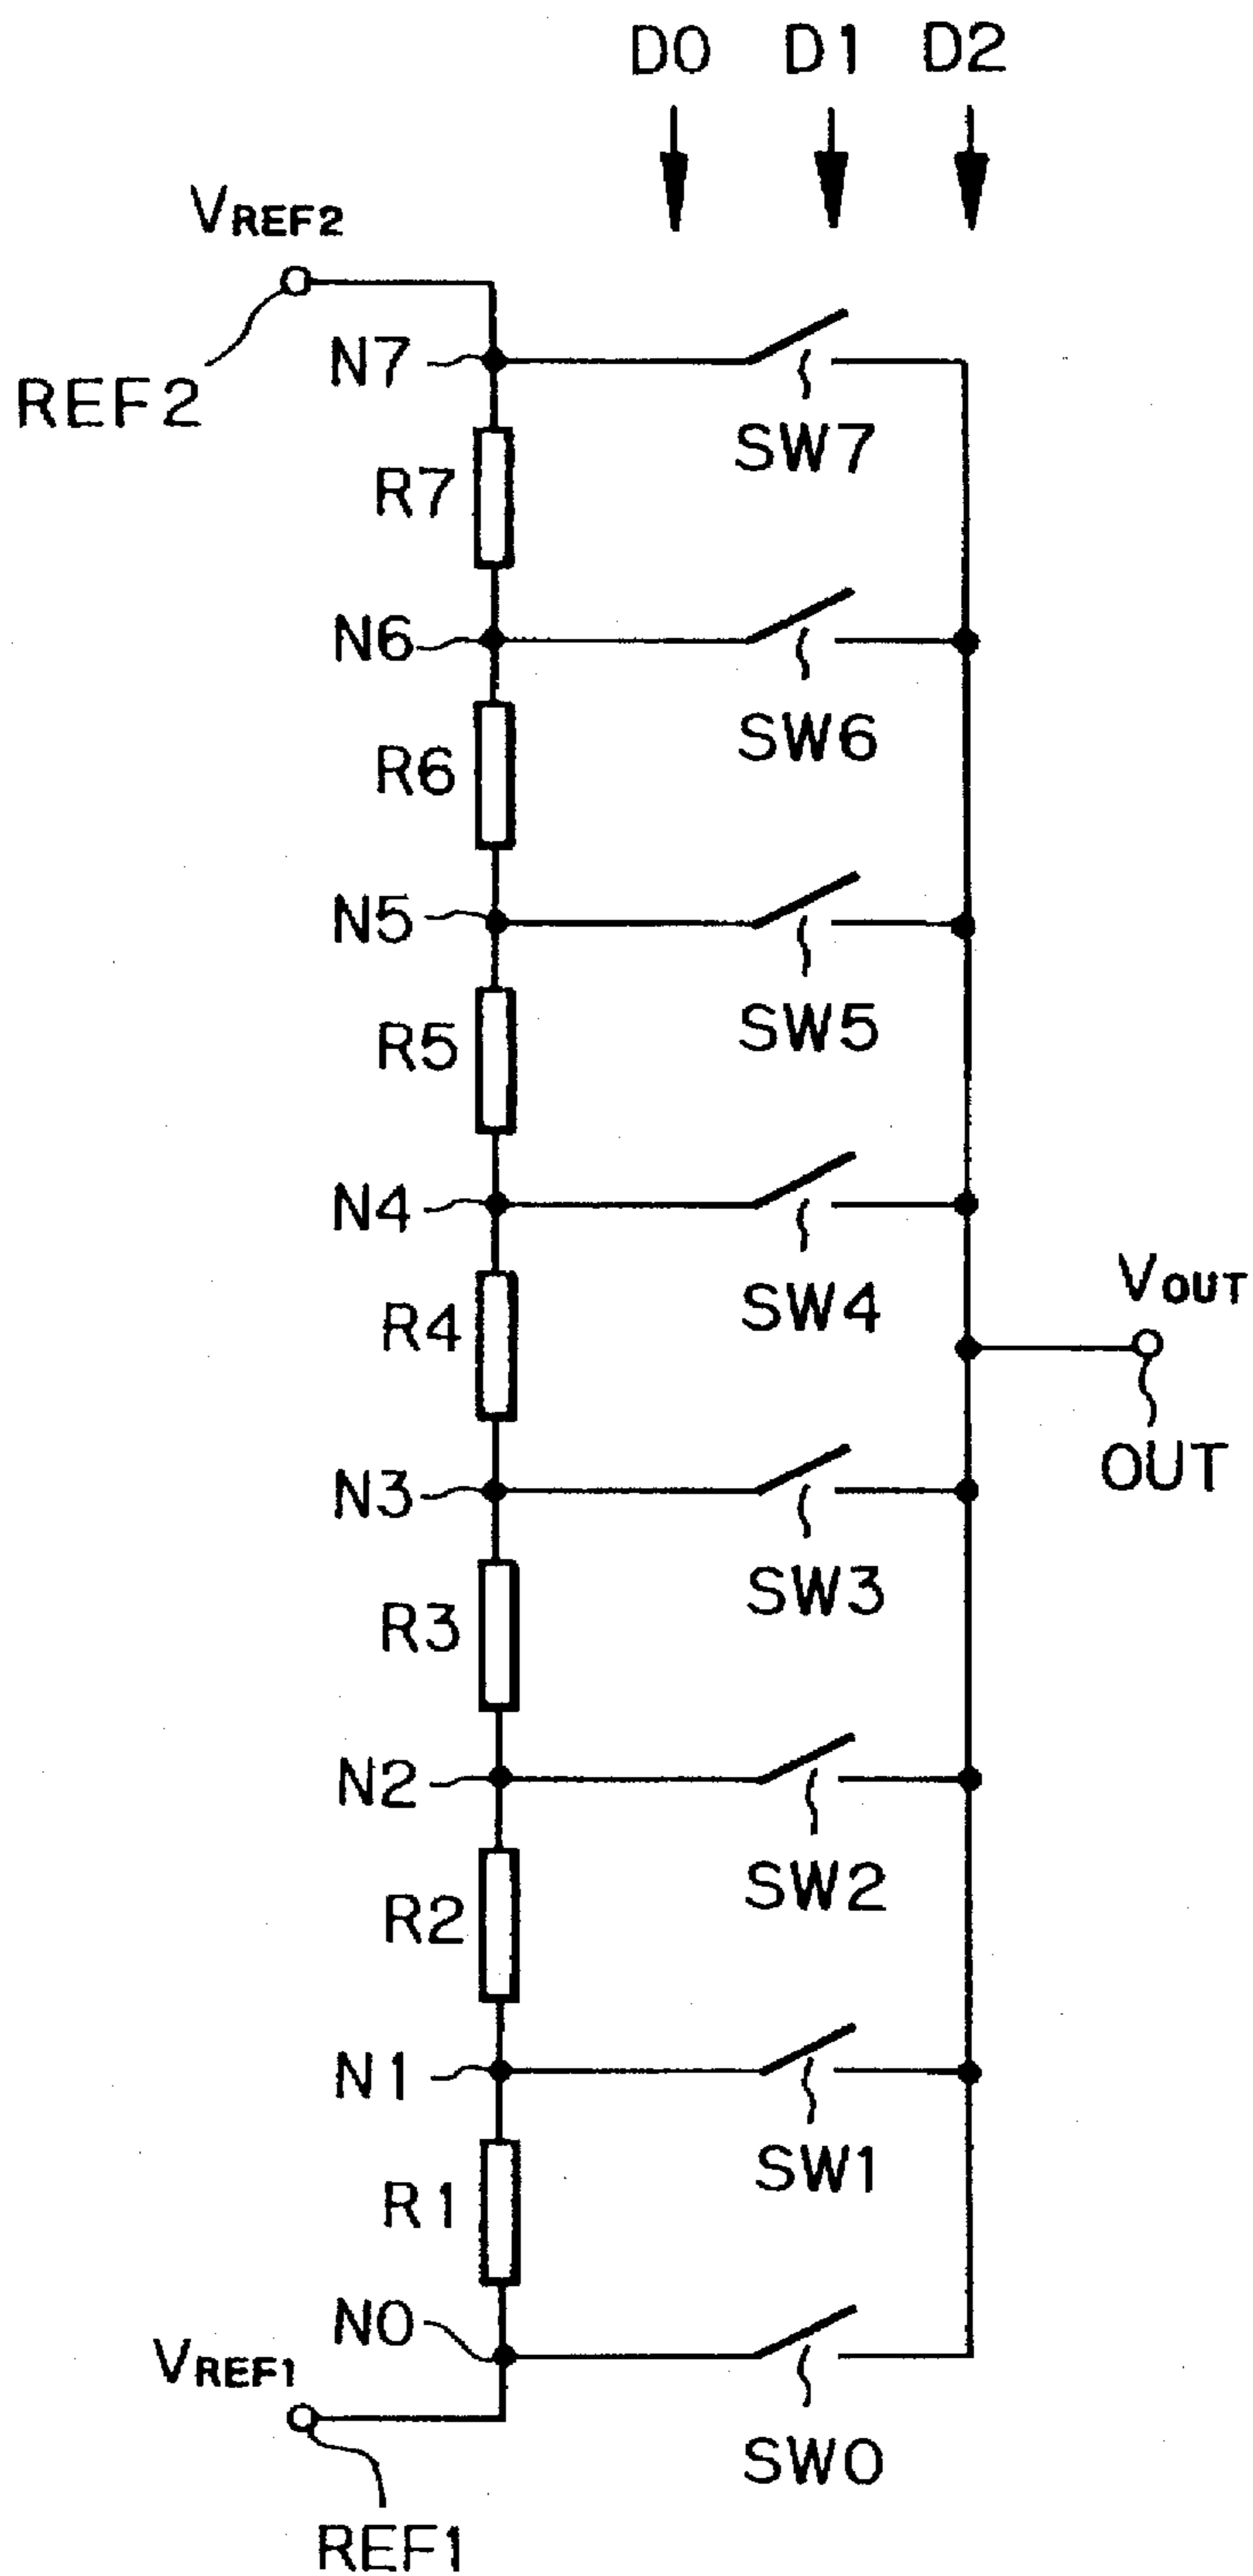 D0 D1 D2
VREF2
N7
REF2
SW7
R7
N6
SW6
R6
N5
SW5
R5
N4
VOUT
SW4
R4
OUT
N3
SW3
R3
N2
SW2
R2
N1
SW1
R1
N0
VREF1
SW0
REF1